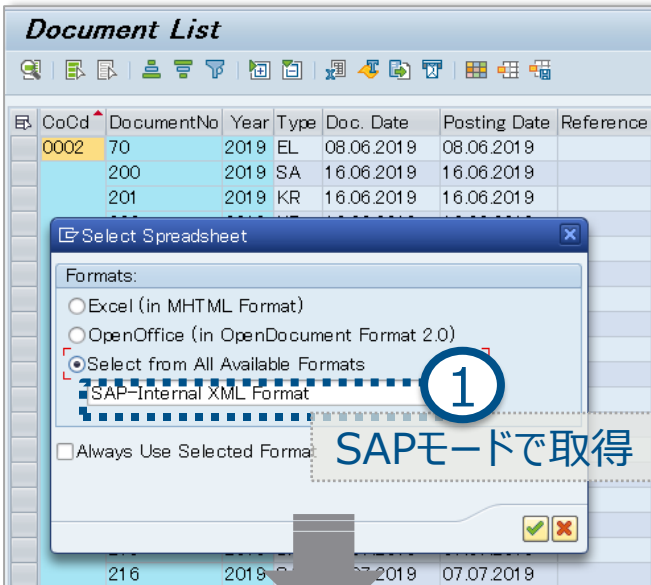 Document List
CoCd DocumentNo Year Type Doc. Date Posting Date Reference
0002 70 2019 EL 08.06.2019 08.06.2019
200 2019 SA 16.06.2019 16.06.2019
201 2019 KR 16.06.2019 16.06.2019
Select Spreadsheet
Formats:
Excel (in MHTML Format)
OpenOffice (in OpenDocument Format 2.0)
Select from All Available Formats
SAP-Internal XML Format
1
SAPモードで取得
Always Use Selected Format
216 2019 07.2019 07.07.2019